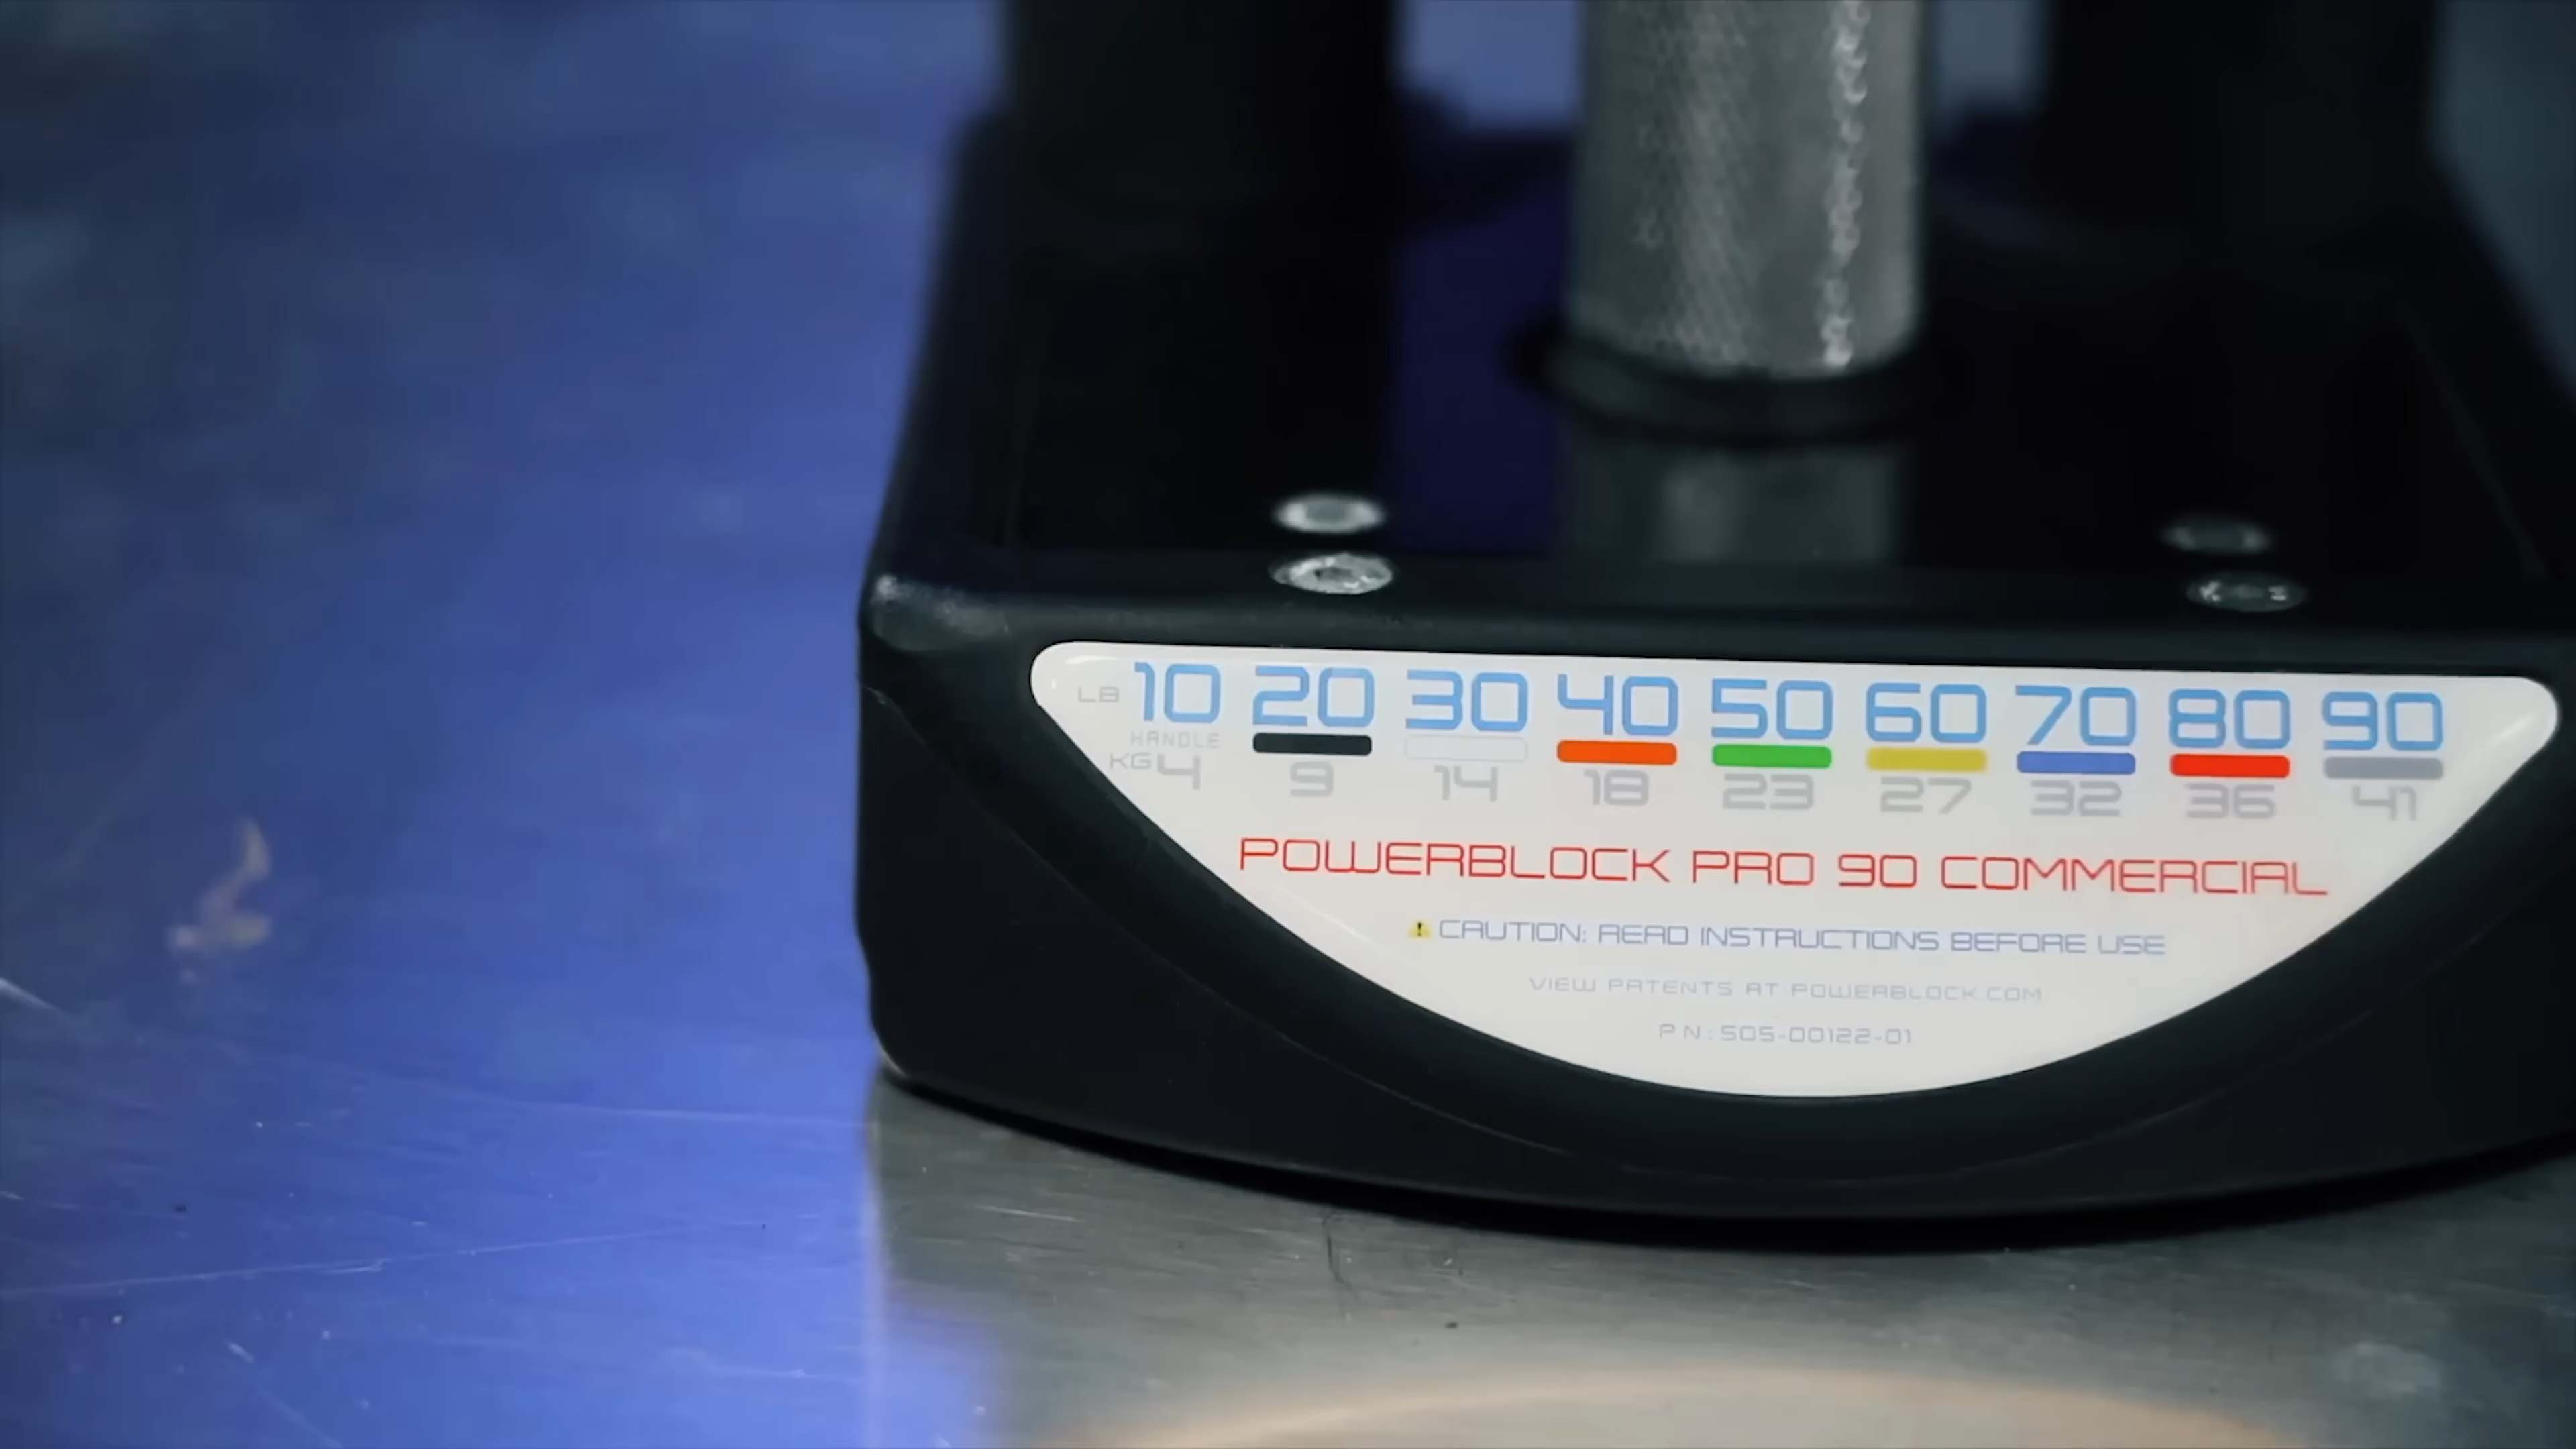 LB 10 20 30 40 50 60 70 80 90
HANDLE
KG 4 9 14 18 23 27 32 36 41
POWERBLOCK PRO 90 COMMERCIAL
CAUTION: READ INSTRUCTIONS BEFORE USE
VIEW PATENTS AT POWERBLOCK.COM
PN: 505-00122-01